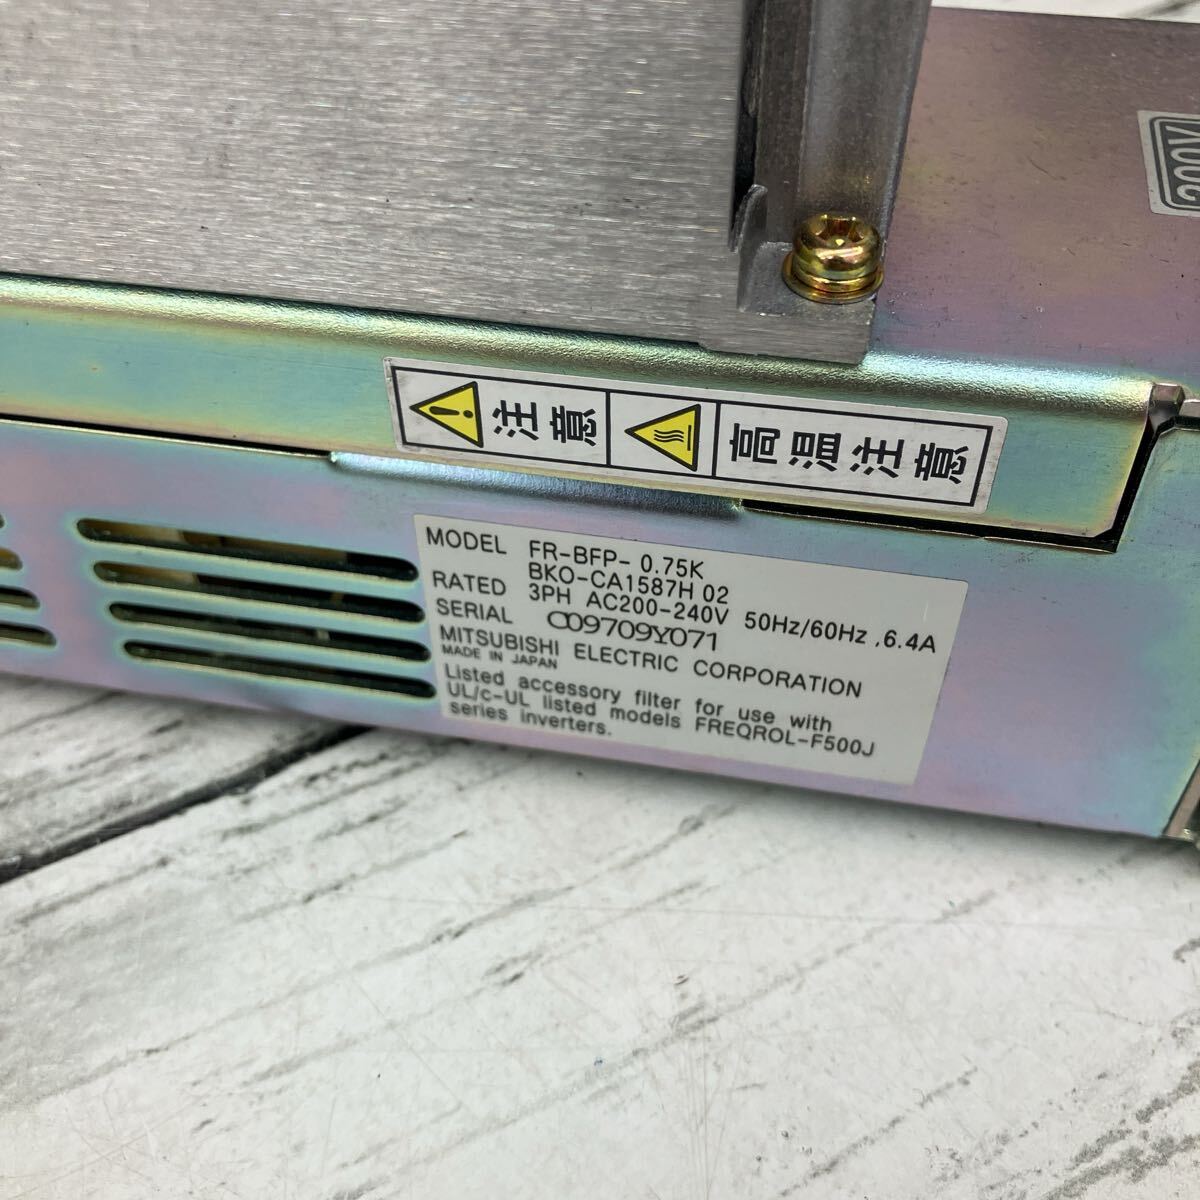 200V
注意 高温注意
MODEL FR-BFP- 0.75K
BKO-CA1587H 02
RATED 3PH AC200-240V 50Hz/60Hz ,6.4A
SERIAL C09709Y071
MITSUBISHI ELECTRIC CORPORATION
MADE IN JAPAN
Listed accessory filter for use with
UL/c-UL listed models FREQROL-F500J
series inverters.